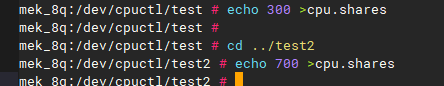 mek_8q:/dev/cpuctl/test # echo 300 >cpu.shares
mek_8q:/dev/cpuctl/test #
mek_8q:/dev/cpuctl/test # cd ../test2
mek_8q:/dev/cpuctl/test2 # echo 700 >cpu.shares
mek_8q:/dev/cpuctl/test2 #